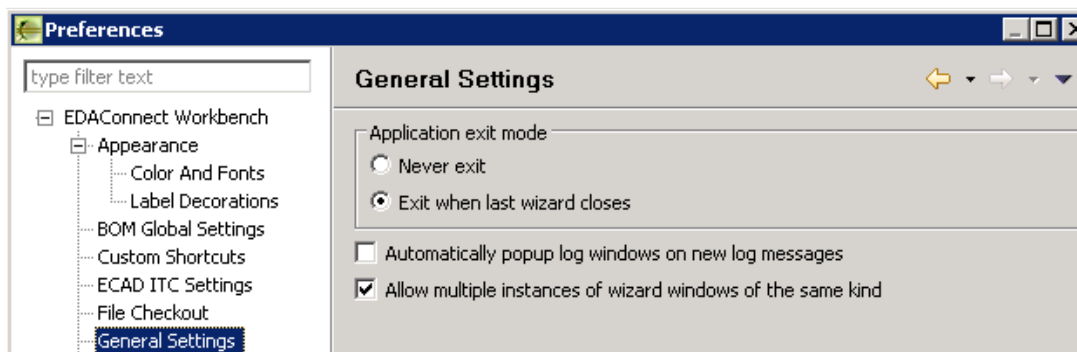 Preferences
type filter text
EDAConnect Workbench
Appearance
Color And Fonts
Label Decorations
BOM Global Settings
Custom Shortcuts
ECAD ITC Settings
File Checkout
General Settings
General Settings
Application exit mode
Never exit
Exit when last wizard closes
Automatically popup log windows on new log messages
Allow multiple instances of wizard windows of the same kind